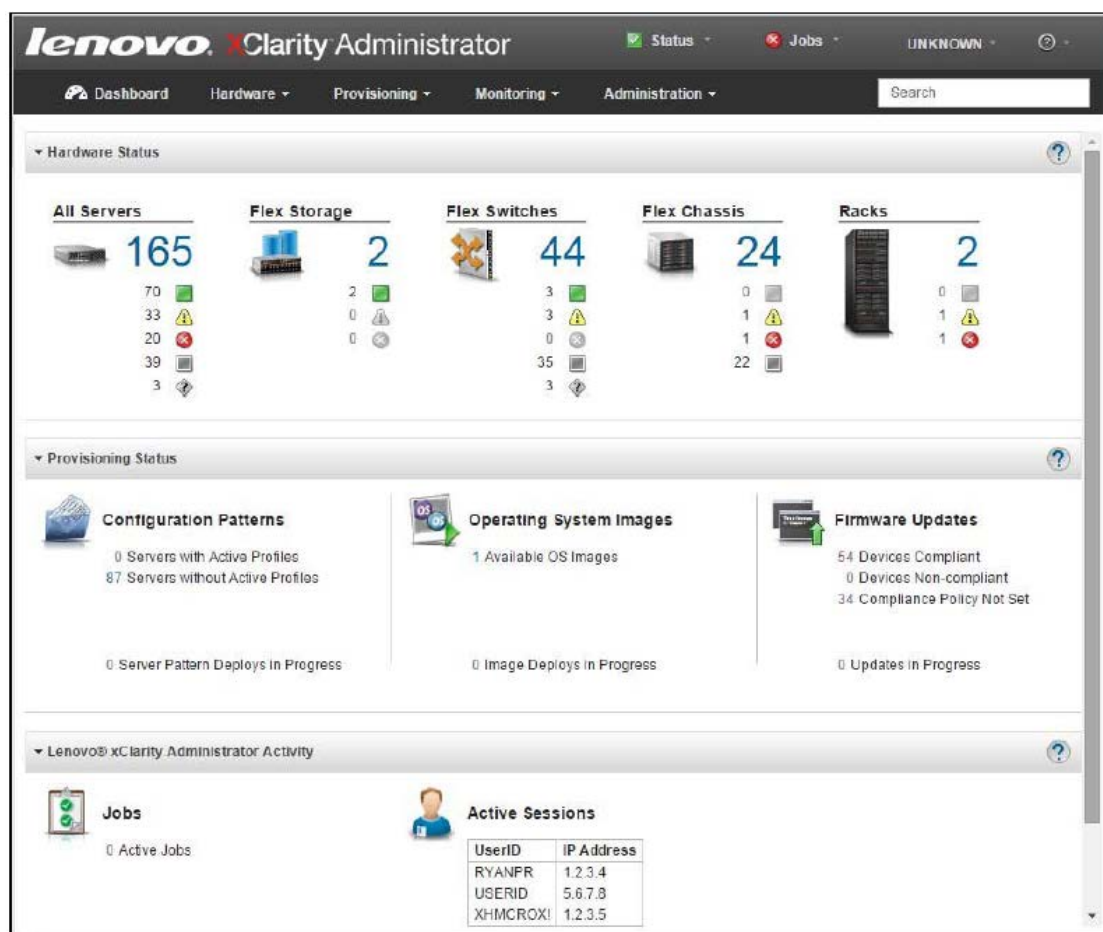 lenovo. xClarity Administrator Status Jobs UNKNOWN
Dashboard Hardware Provisioning Monitoring Administration Search
Hardware Status
All Servers Flex Storage Flex Switches Flex Chassis Racks
165 2 44 24 2
70 2 3 0 0
33 0 3 1 1
20 0 0 1 1
39 35 22
3 3
Provisioning Status
Configuration Patterns Operating System Images Firmware Updates
0 Servers with Active Profiles 1 Available OS Images 54 Devices Compliant
87 Servers without Active Profiles 0 Devices Non-compliant
34 Compliance Policy Not Set
0 Server Pattern Deploys in Progress 0 Image Deploys in Progress 0 Updates in Progress
Lenovo® xClarity Administrator Activity
Jobs Active Sessions
0 Active Jobs
UserID IP Address
RYANPR 1.2.3.4
USERID 5.6.7.8
XHMCROX! 1.2.3.5